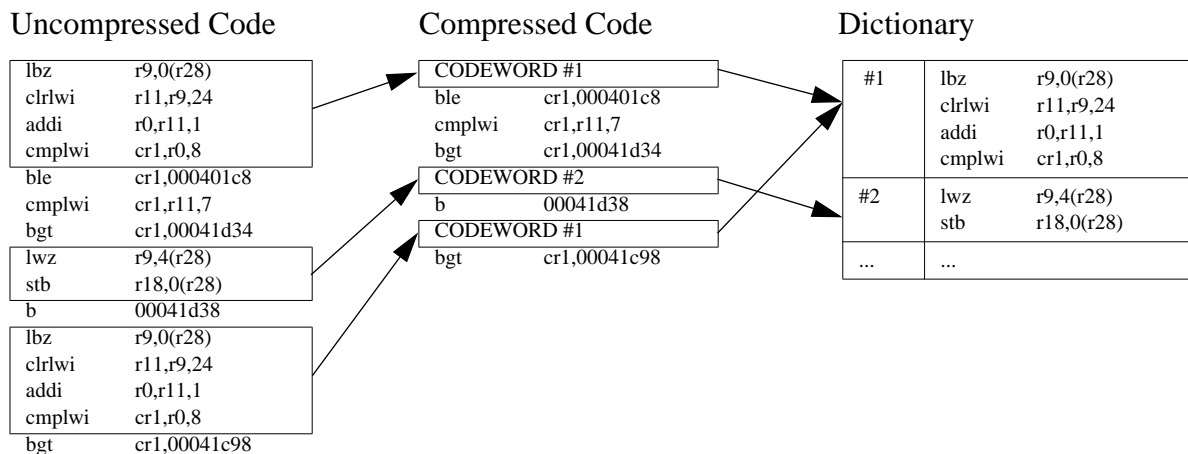 Uncompressed Code
lbz r9,0(r28)
clrlwi r11,r9,24
addi r0,r11,1
cmplwi cr1,r0,8
ble cr1,000401c8
cmplwi cr1,r11,7
bgt cr1,00041d34
lwz r9,4(r28)
stb r18,0(r28)
b 00041d38
lbz r9,0(r28)
clrlwi r11,r9,24
addi r0,r11,1
cmplwi cr1,r0,8
bgt cr1,00041c98
Compressed Code
CODEWORD #1
ble cr1,000401c8
cmplwi cr1,r11,7
bgt cr1,00041d34
CODEWORD #2
b 00041d38
CODEWORD #1
bgt cr1,00041c98
Dictionary
#1 lbz r9,0(r28)
clrlwi r11,r9,24
addi r0,r11,1
cmplwi cr1,r0,8
#2 lwz r9,4(r28)
stb r18,0(r28)
... ...